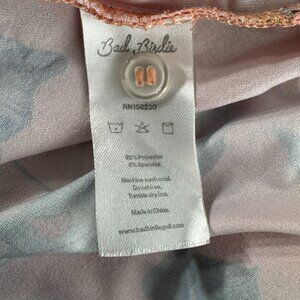 Bad Birdie
RN158230
92% Polyester
8% Spandex
Machine wash cold.
Do not iron.
Tumble dry low.
Made in China.
www.badbirdiegolf.com